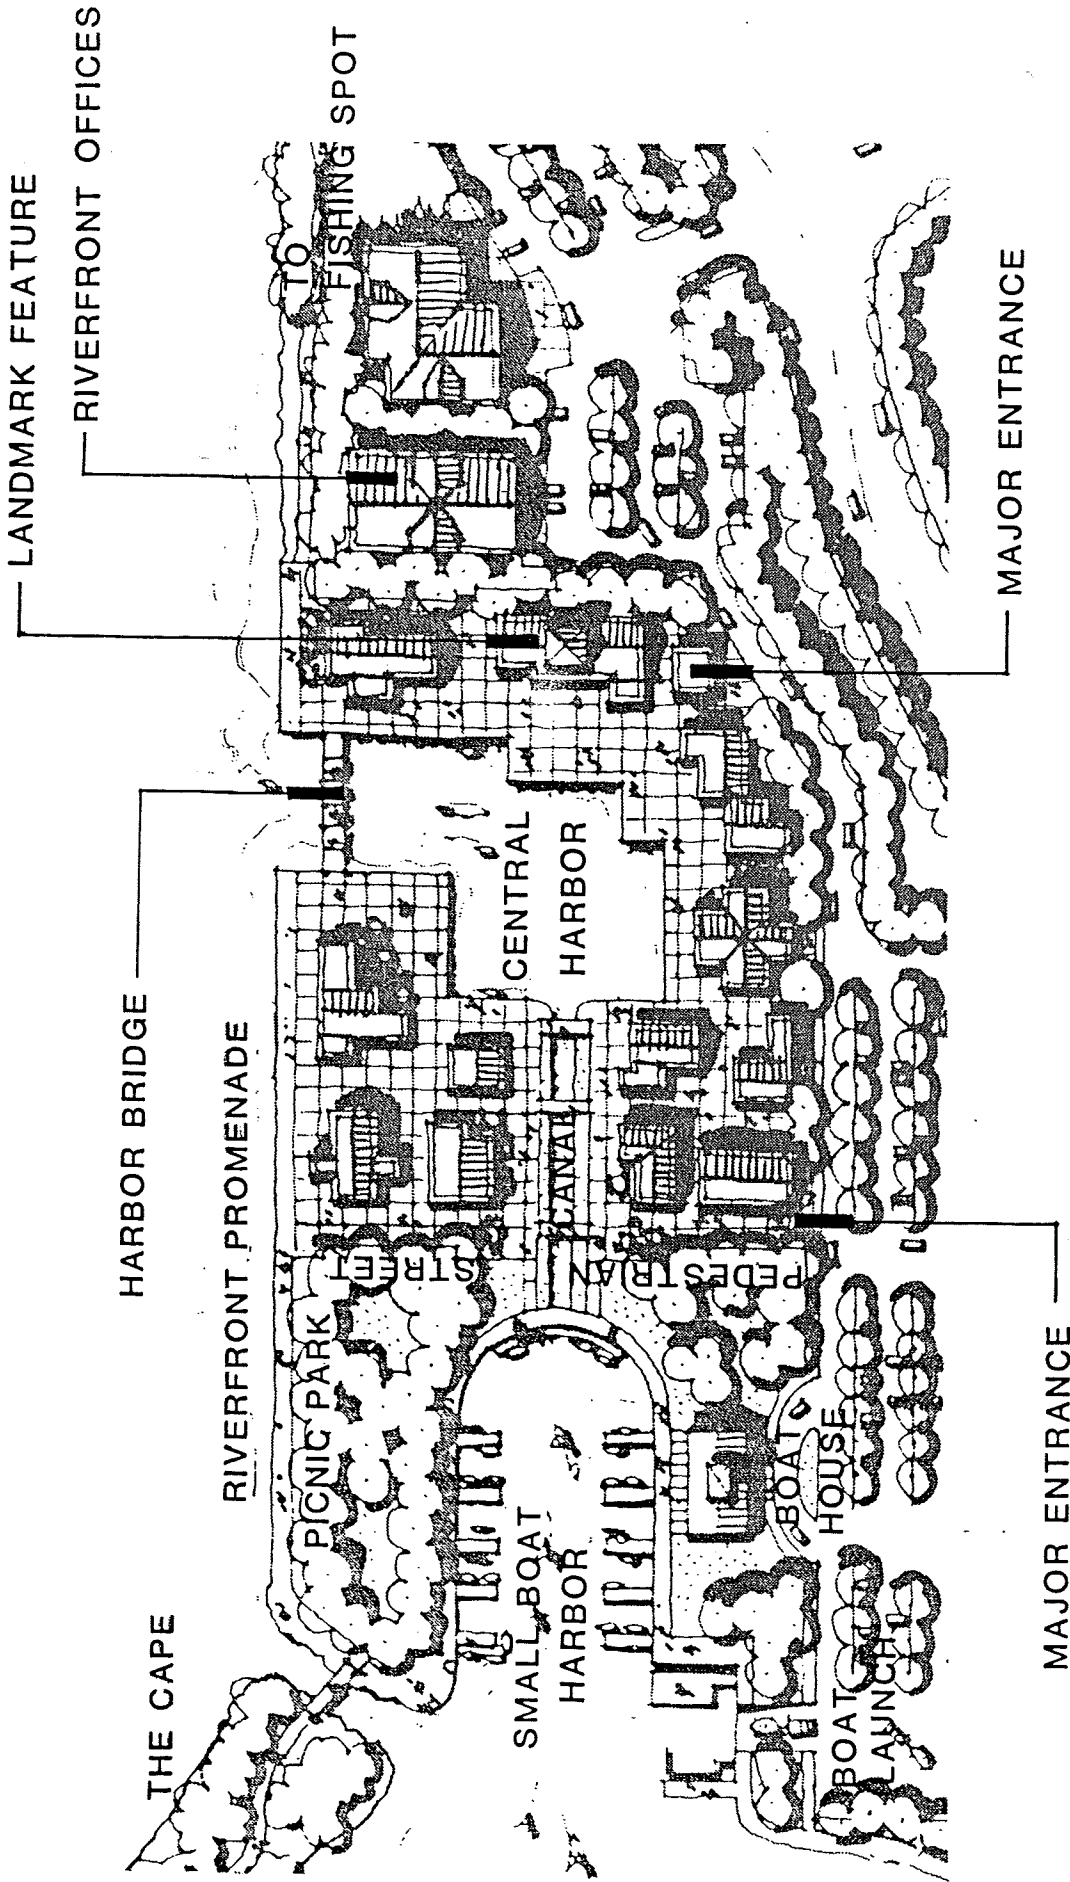 LANDMARK FEATURE
RIVERFRONT OFFICES
HARBOR BRIDGE
THE CAPE
RIVERFRONT PROMENADE
TO
FISHING SPOT
PICNIC PARK
PEDESTRIAN STREET
SMALL BOAT
HARBOR
CANAL
CENTRAL
HARBOR
BOAT
HOUSE
BOAT
LAUNCH
MAJOR ENTRANCE
MAJOR ENTRANCE